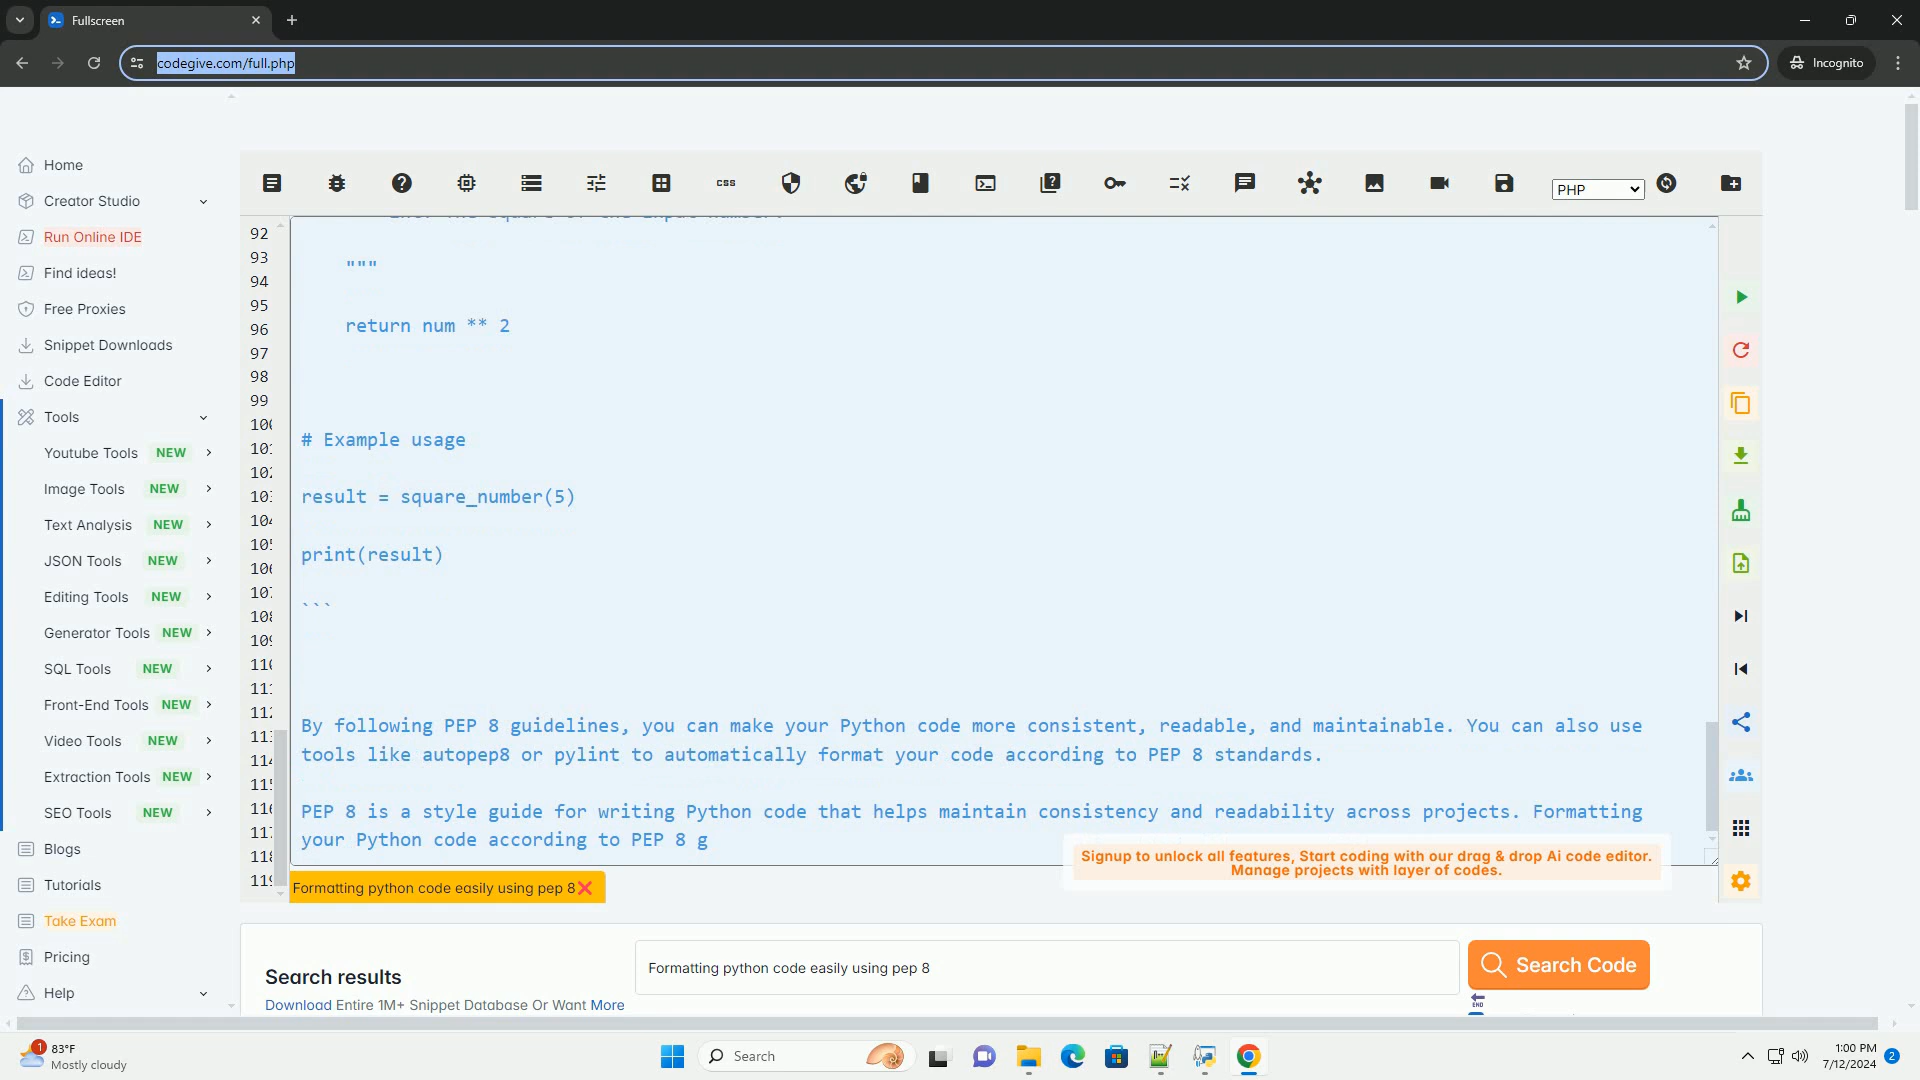 Fullscreen
codegive.com/full.php
Incognito
Home
Creator Studio
Run Online IDE
Find ideas!
Free Proxies
Snippet Downloads
Code Editor
Tools
Youtube Tools NEW
Image Tools NEW
Text Analysis NEW
JSON Tools NEW
Editing Tools NEW
Generator Tools NEW
SQL Tools NEW
Front-End Tools NEW
Video Tools NEW
Extraction Tools NEW
SEO Tools NEW
Blogs
Tutorials
Take Exam
Pricing
Help
css
PHP
92
93
94
95
96
97
98
99
"""
return num ** 2
# Example usage
result = square_number(5)
print(result)
```
By following PEP 8 guidelines, you can make your Python code more consistent, readable, and maintainable. You can also use
tools like autopep8 or pylint to automatically format your code according to PEP 8 standards.
PEP 8 is a style guide for writing Python code that helps maintain consistency and readability across projects. Formatting
your Python code according to PEP 8 g
Signup to unlock all features, Start coding with our drag & drop Ai code editor.
Manage projects with layer of codes.
Formatting python code easily using pep 8
Search results
Download Entire 1M+ Snippet Database Or Want More
Formatting python code easily using pep 8
Search Code
END
1
83°F
Mostly cloudy
Search
1:00 PM
7/12/2024
2